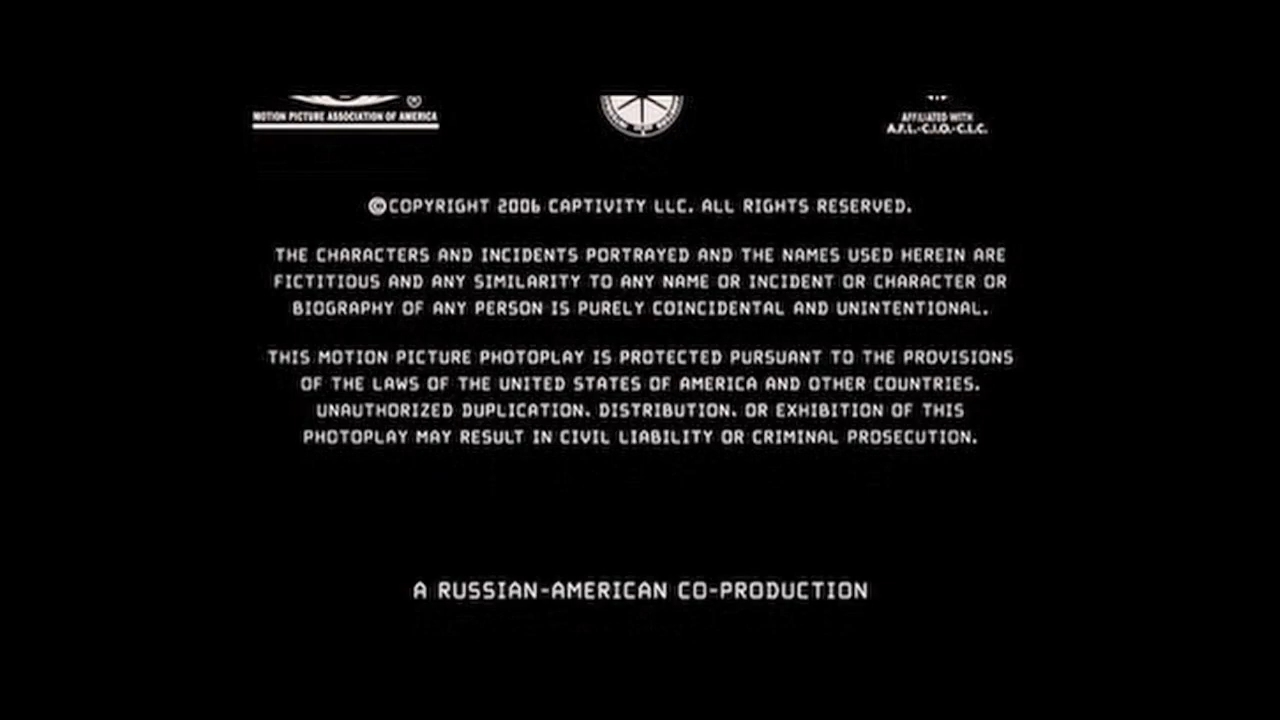 MOTION PICTURE ASSOCIATION OF AMERICA
®
AFFILIATED WITH
A.F.L.-C.I.O.-C.L.C.
©COPYRIGHT 2006 CAPTIVITY LLC. ALL RIGHTS RESERVED.
THE CHARACTERS AND INCIDENTS PORTRAYED AND THE NAMES USED HEREIN ARE
FICTITIOUS AND ANY SIMILARITY TO ANY NAME OR INCIDENT OR CHARACTER OR
BIOGRAPHY OF ANY PERSON IS PURELY COINCIDENTAL AND UNINTENTIONAL.
THIS MOTION PICTURE PHOTOPLAY IS PROTECTED PURSUANT TO THE PROVISIONS
OF THE LAWS OF THE UNITED STATES OF AMERICA AND OTHER COUNTRIES.
UNAUTHORIZED DUPLICATION, DISTRIBUTION, OR EXHIBITION OF THIS
PHOTOPLAY MAY RESULT IN CIVIL LIABILITY OR CRIMINAL PROSECUTION.
A RUSSIAN-AMERICAN CO-PRODUCTION